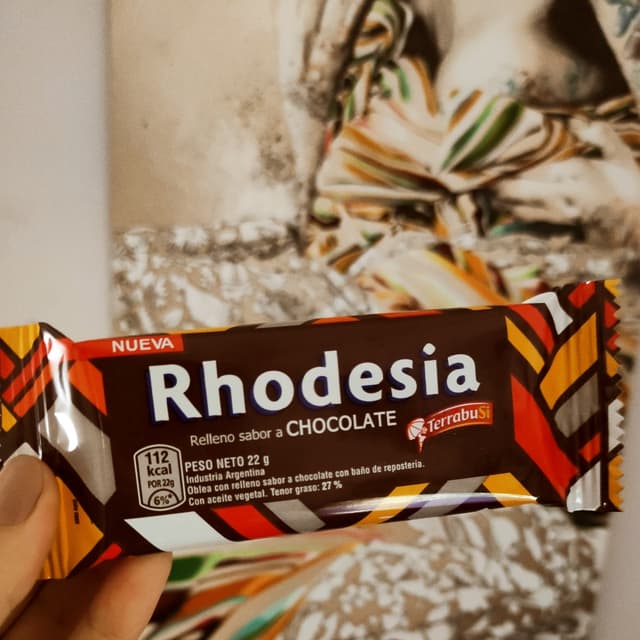 NUEVA
Rhodesia
Relleno sabor a CHOCOLATE
TerrabuSi
112
kcal
POR 22g
6%*
PESO NETO 22 g
Industria Argentina
Oblea con relleno sabor a chocolate con baño de repostería.
Con aceite vegetal. Tenor graso: 27 %